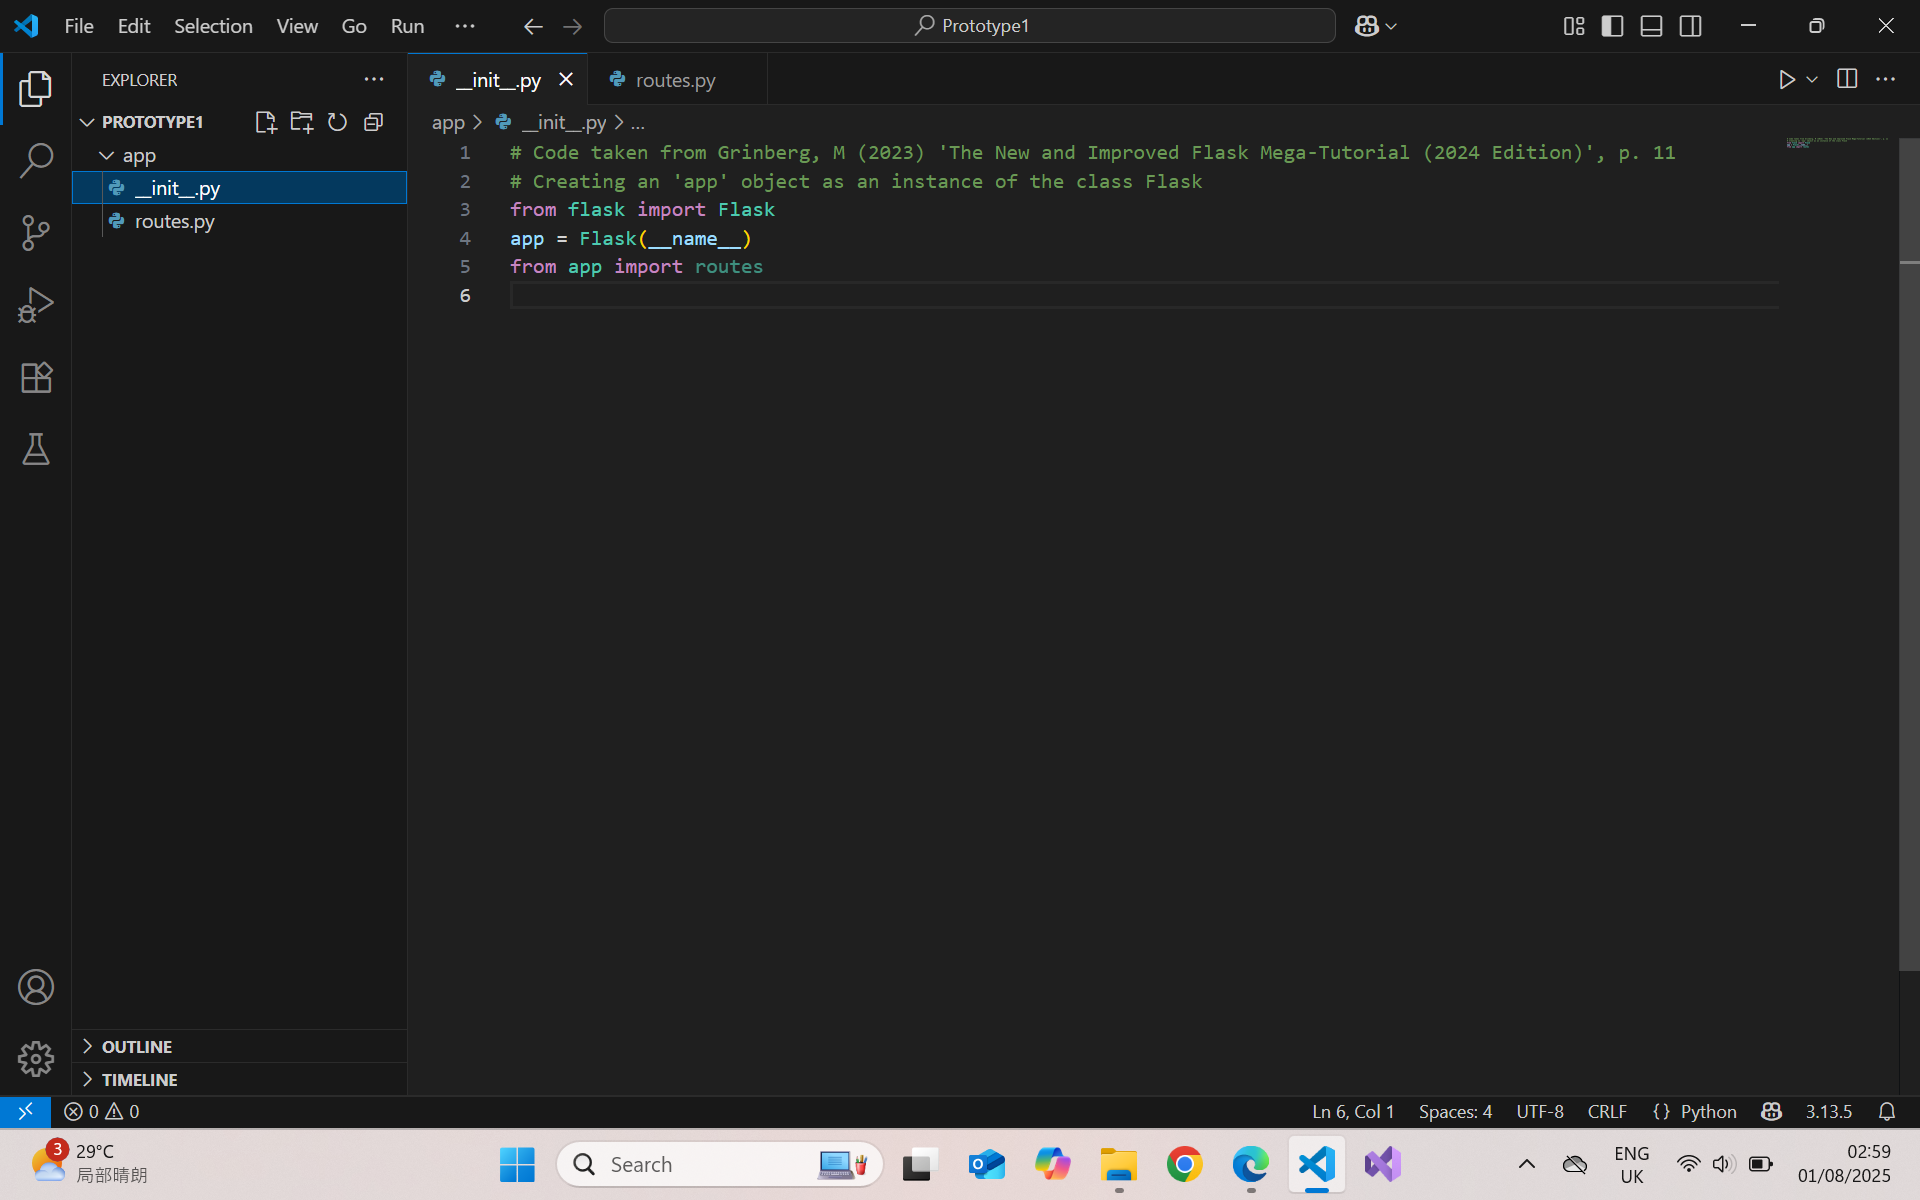 File Edit Selection View Go Run ···
Prototype1
EXPLORER
PROTOTYPE1
app
__init__.py
routes.py
OUTLINE
TIMELINE
__init__.py
routes.py
app > __init__.py > ...
1 # Code taken from Grinberg, M (2023) 'The New and Improved Flask Mega-Tutorial (2024 Edition)', p. 11
2 # Creating an 'app' object as an instance of the class Flask
3 from flask import Flask
4 app = Flask(__name__)
5 from app import routes
6
0 0
Ln 6, Col 1 Spaces: 4 UTF-8 CRLF {} Python 3.13.5
3
29°C
局部晴朗
Search
ENG
UK
02:59
01/08/2025